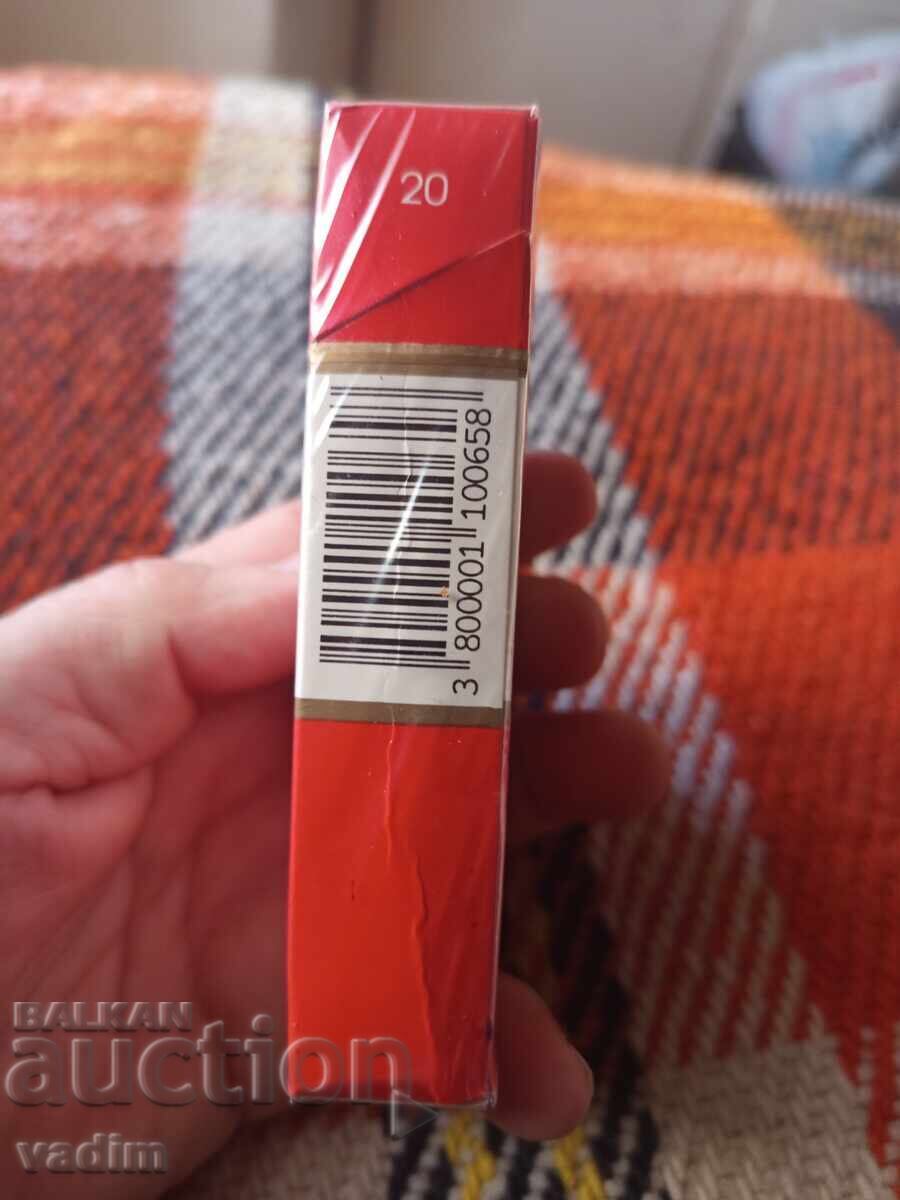 20
3 800001 100658
BALKAN
auction
vadim